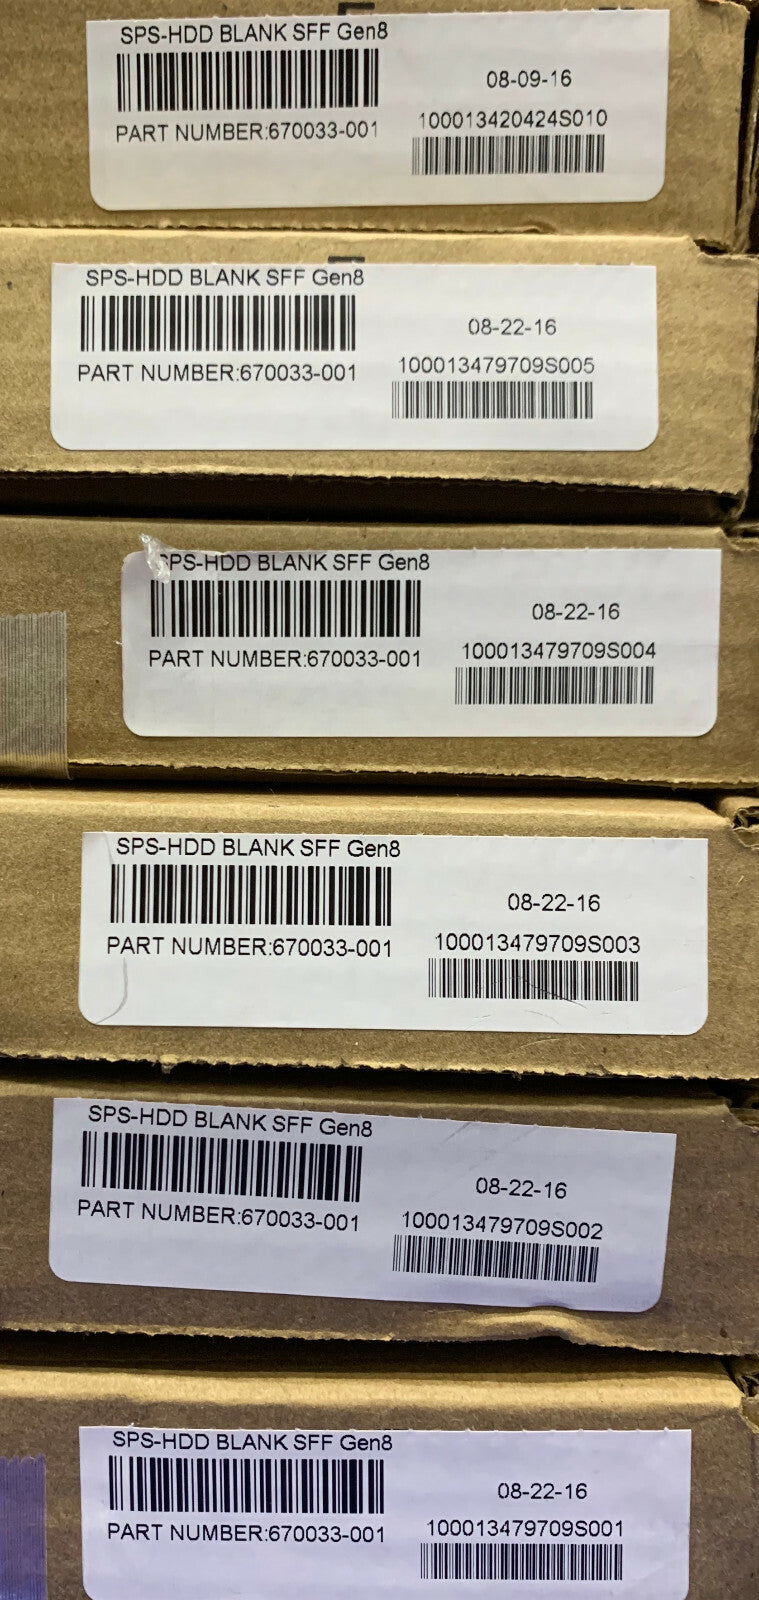 SPS-HDD BLANK SFF Gen8
08-09-16
PART NUMBER:670033-001
100013420424S010
SPS-HDD BLANK SFF Gen8
08-22-16
PART NUMBER:670033-001
100013479709S005
SPS-HDD BLANK SFF Gen8
08-22-16
PART NUMBER:670033-001
100013479709S004
SPS-HDD BLANK SFF Gen8
08-22-16
PART NUMBER:670033-001
100013479709S003
SPS-HDD BLANK SFF Gen8
08-22-16
PART NUMBER:670033-001
100013479709S002
SPS-HDD BLANK SFF Gen8
08-22-16
PART NUMBER:670033-001
100013479709S001